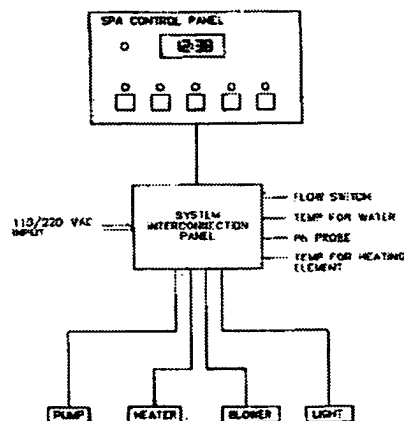 SPA CONTROL PANEL
12:38
SYSTEM
INTERCONNECTION
PANEL
110/220 VAC
INPUT
FLOW SWITCH
TEMP FOR WATER
Ph PROBE
TEMP FOR HEATING
ELEMENT
PUMP
HEATER
BLOWER
LIGHT